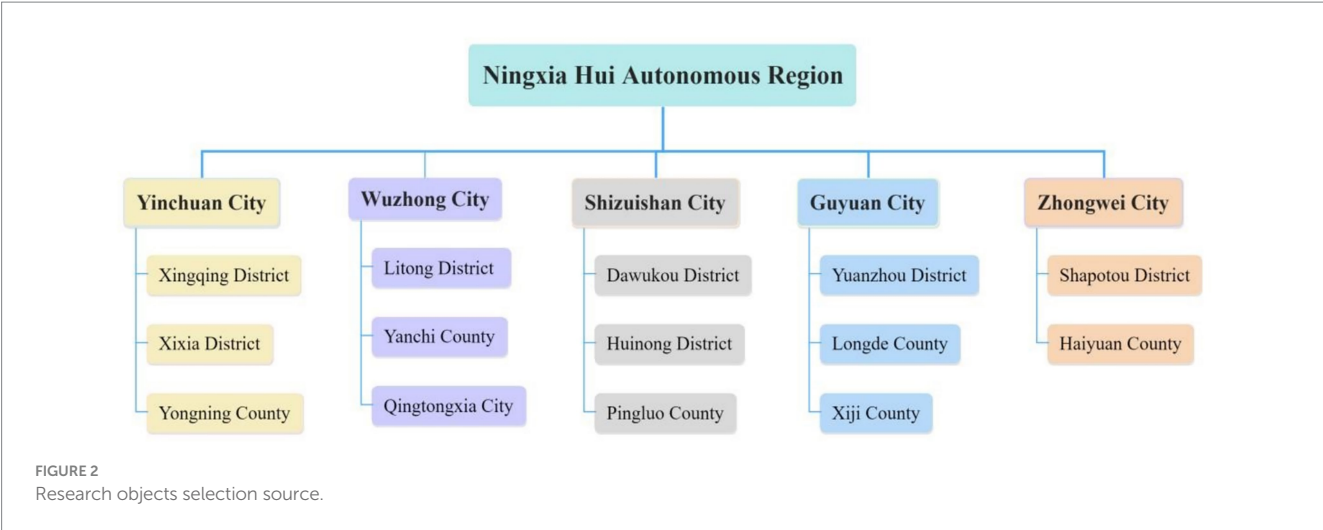 Ningxia Hui Autonomous Region
Yinchuan City
Xingqing District
Xixia District
Yongning County
Wuzhong City
Litong District
Yanchi County
Qingtongxia City
Shizuishan City
Dawukou District
Huinong District
Pingluo County
Guyuan City
Yuanzhou District
Longde County
Xiji County
Zhongwei City
Shapotou District
Haiyuan County
FIGURE 2
Research objects selection source.